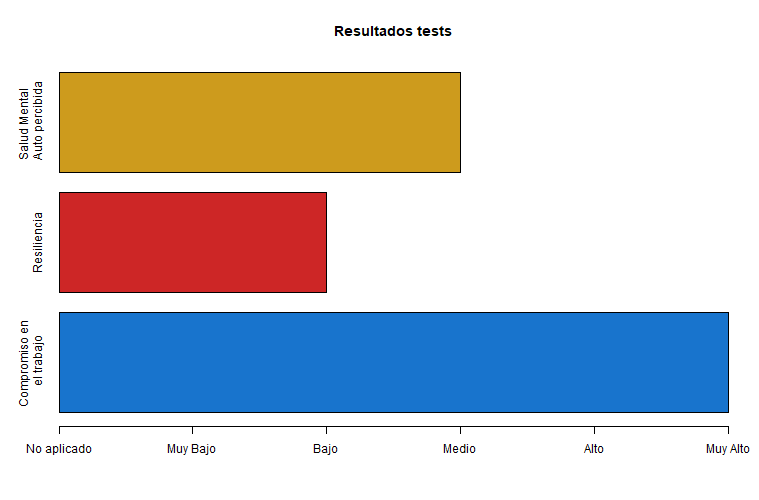 Resultados tests
Salud Mental
Auto percibida
Resiliencia
Compromiso en
el trabajo
No aplicado
Muy Bajo
Bajo
Medio
Alto
Muy Alto